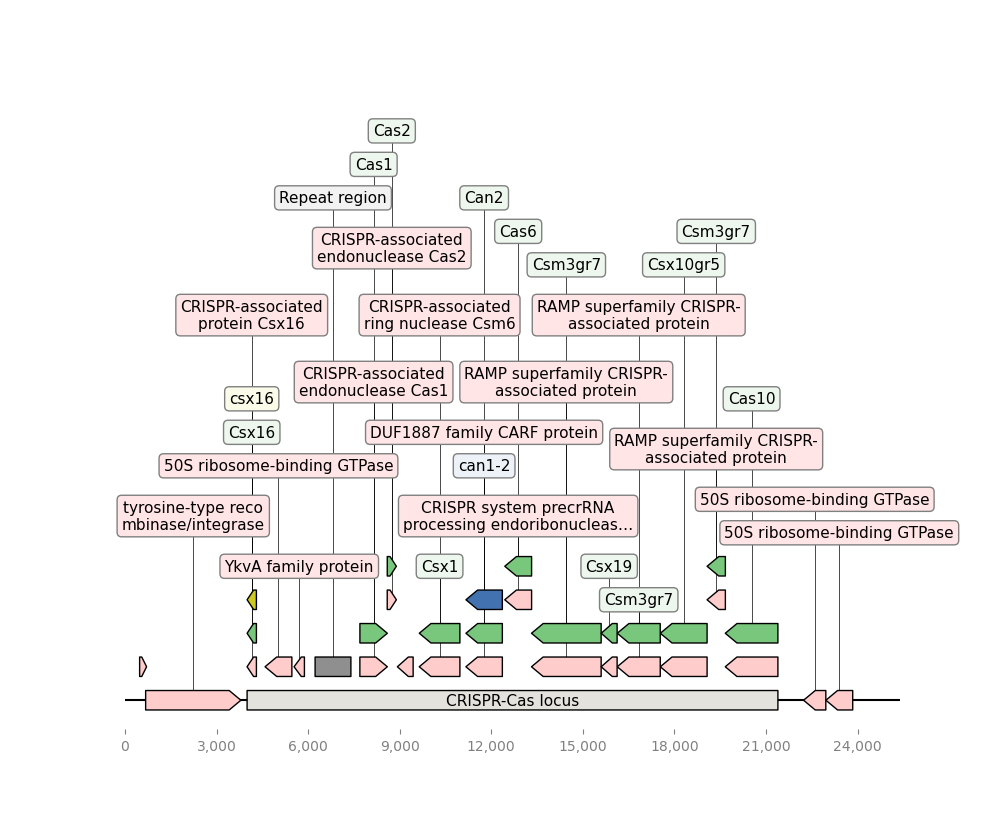 Cas2
Cas1
Repeat region
Can2
CRISPR-associated
endonuclease Cas2
Cas6
Csm3gr7
Csm3gr7
Csx10gr5
CRISPR-associated
protein Csx16
CRISPR-associated
ring nuclease Csm6
RAMP superfamily CRISPR-
associated protein
CRISPR-associated
endonuclease Cas1
RAMP superfamily CRISPR-
associated protein
csx16
Cas10
Csx16
DUF1887 family CARF protein
RAMP superfamily CRISPR-
associated protein
50S ribosome-binding GTPase
can1-2
50S ribosome-binding GTPase
tyrosine-type reco
mbinase/integrase
CRISPR system precrRNA
processing endoribonucleas...
50S ribosome-binding GTPase
YkvA family protein
Csx1
Csx19
Csm3gr7
CRISPR-Cas locus
0 3,000 6,000 9,000 12,000 15,000 18,000 21,000 24,000